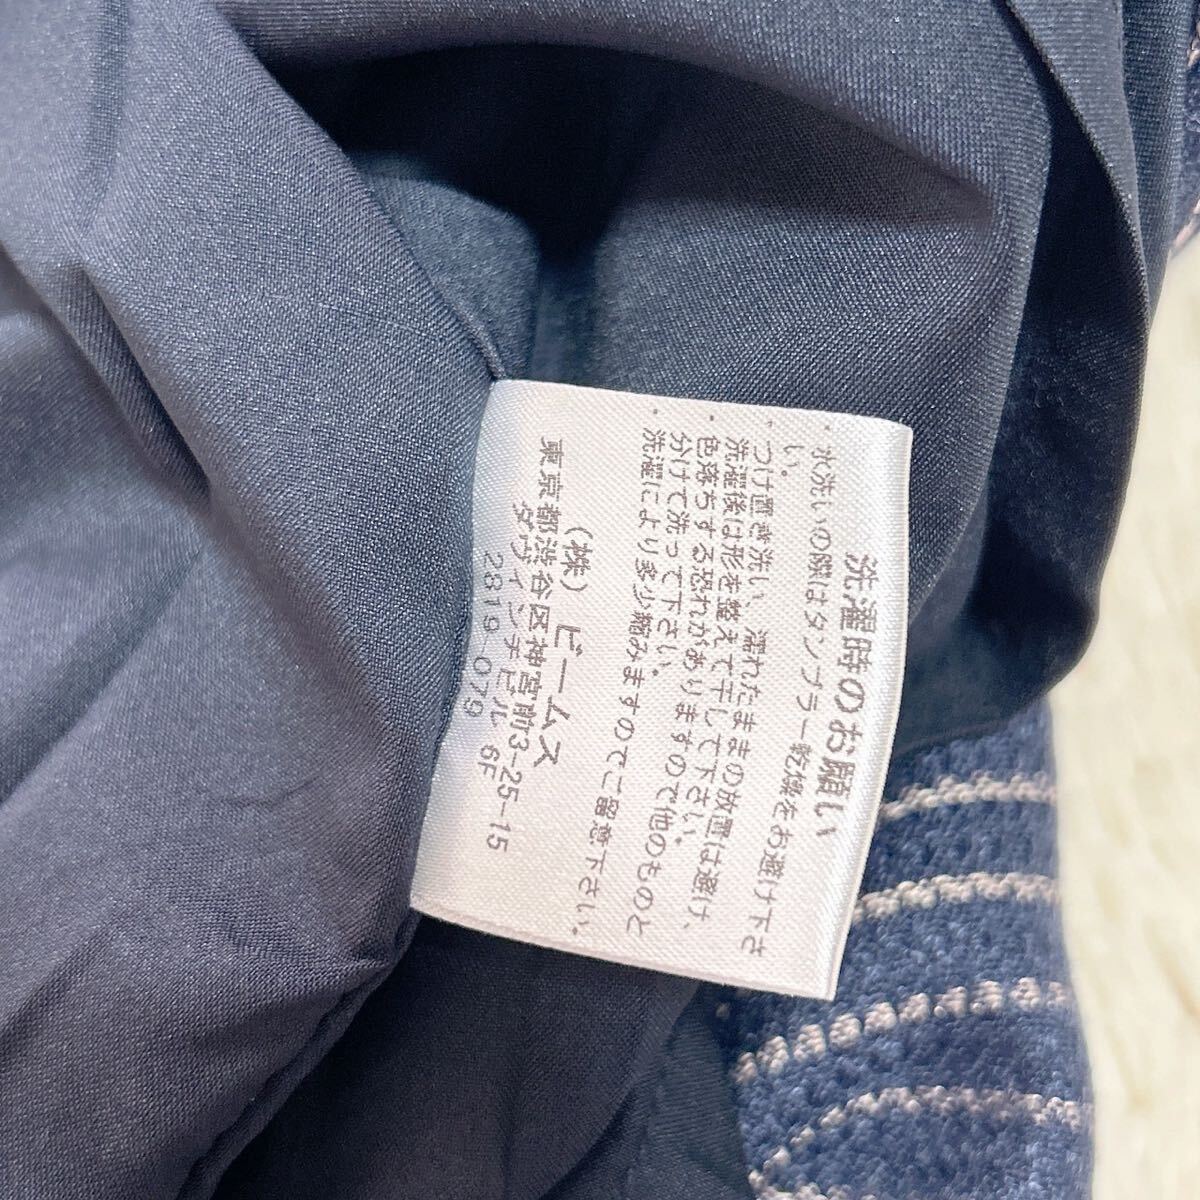 洗濯時のお願い
・水洗いの際はタンブラー乾燥をお避け下さ
い。
・つけ置き洗い、濡れたままの放置は避け、
洗濯後は形を整えて干して下さい。
・色落ちする恐れがありますので他のものと
分けて洗って下さい。
・洗濯により多少縮みますのでご留意下さい。
(株) ビームス
東京都渋谷区神宮前3-25-15
ダヴィンチビル 6F
2819-079